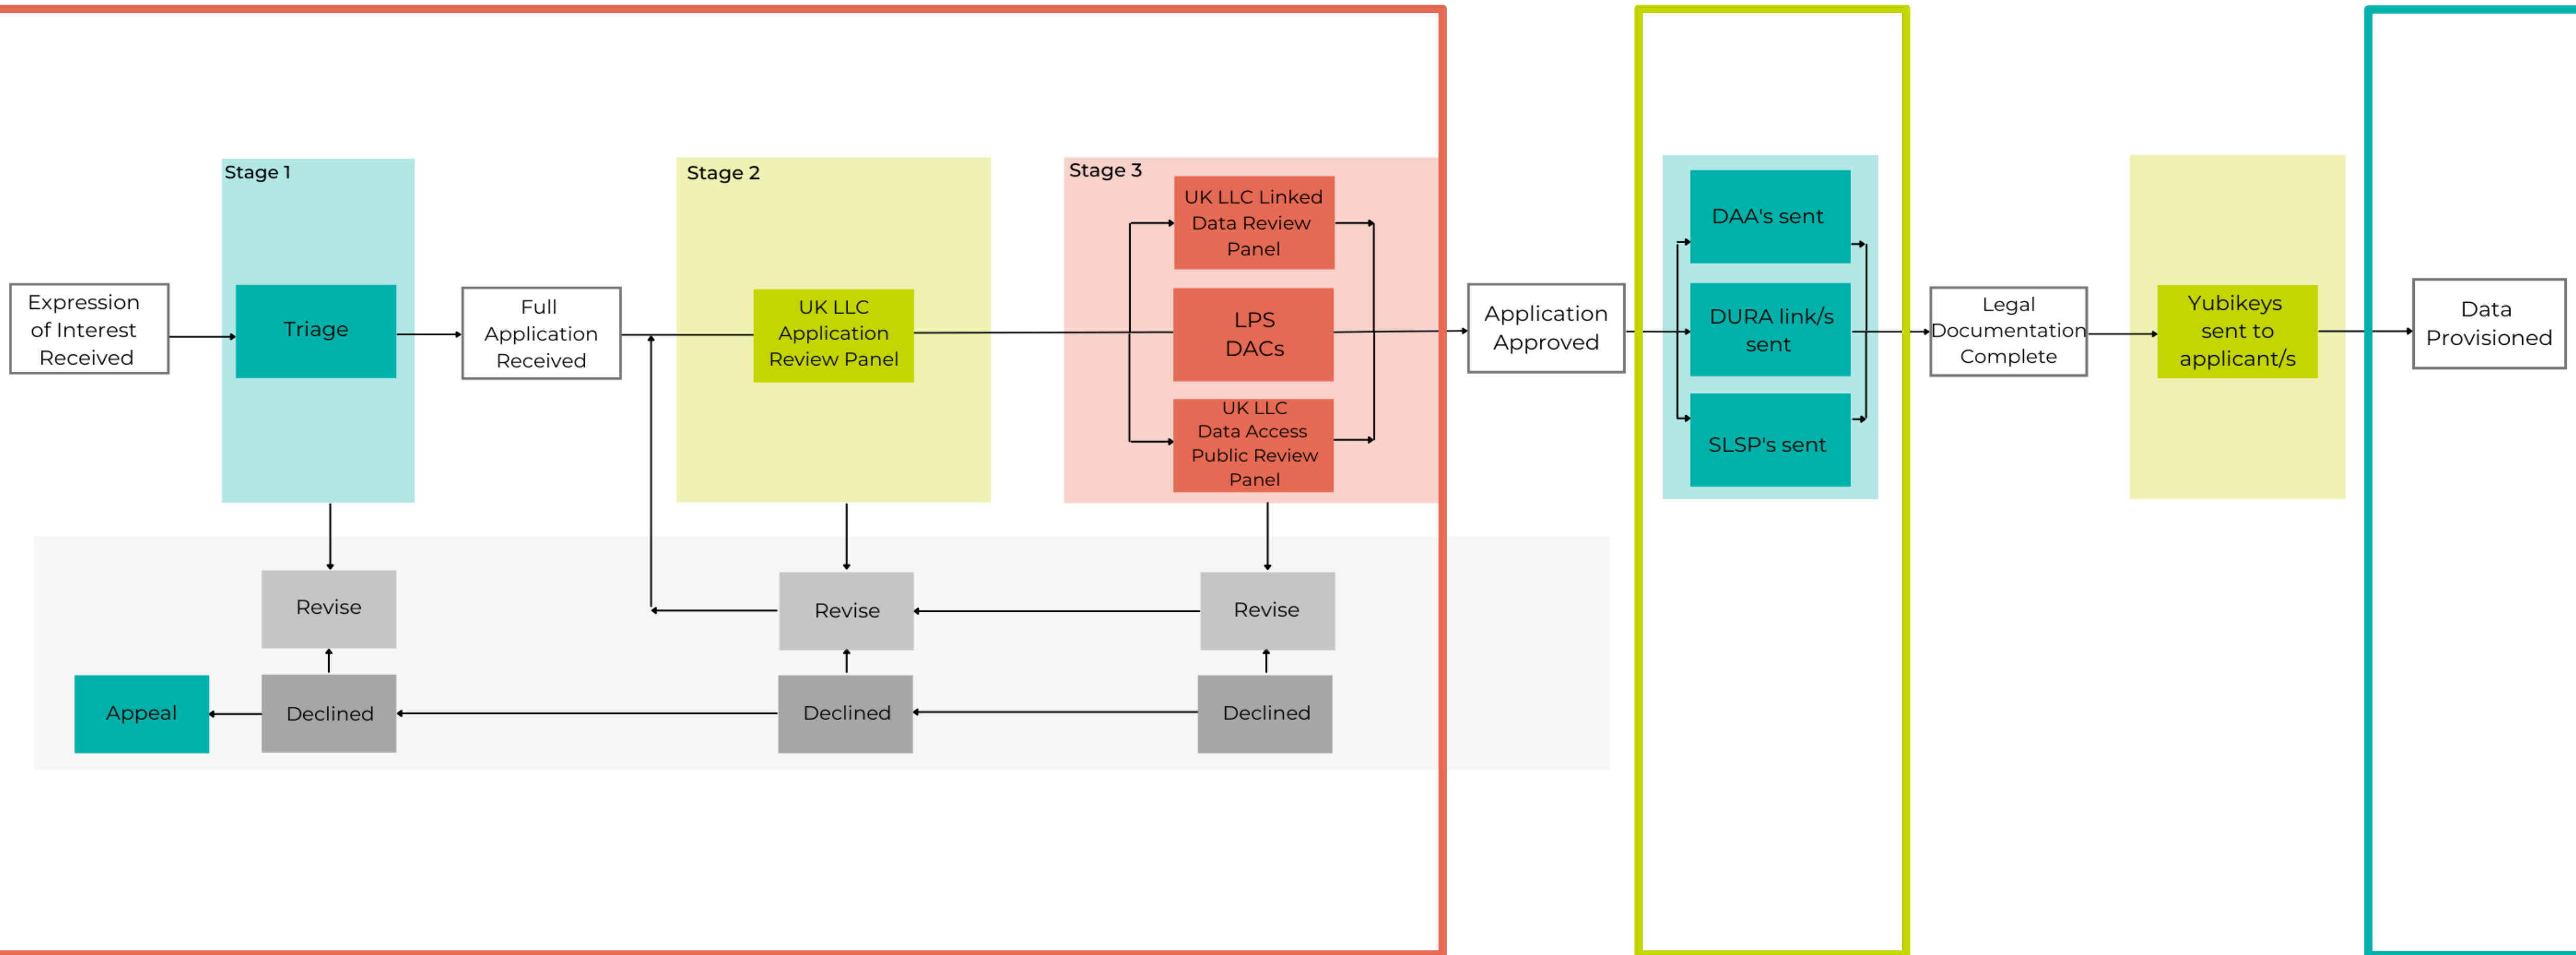 Stage 1
Stage 2
Stage 3
Expression
of Interest
Received
Triage
Full
Application
Received
UK LLC
Application
Review Panel
UK LLC Linked
Data Review
Panel
LPS
DACs
UK LLC
Data Access
Public Review
Panel
Application
Approved
DAA's sent
DURA link/s
sent
SLSP's sent
Legal
Documentation
Complete
Yubikeys
sent to
applicant/s
Data
Provisioned
Revise
Revise
Revise
Appeal
Declined
Declined
Declined